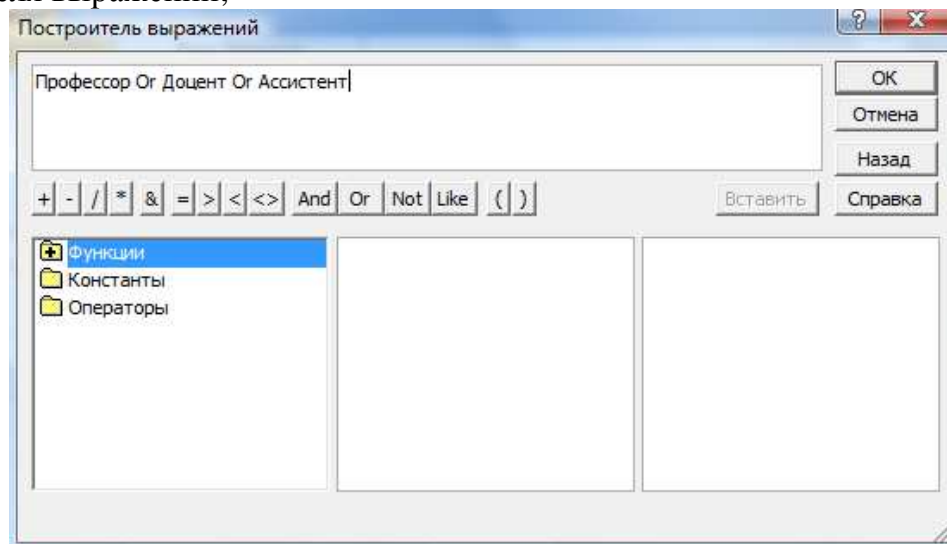 выражений,
Построитель выражений
Профессор Or Доцент Or Ассистент
OK
Отмена
Назад
+ - / * & = > < <> And Or Not Like ( ) Вставить Справка
Функции
Константы
Операторы